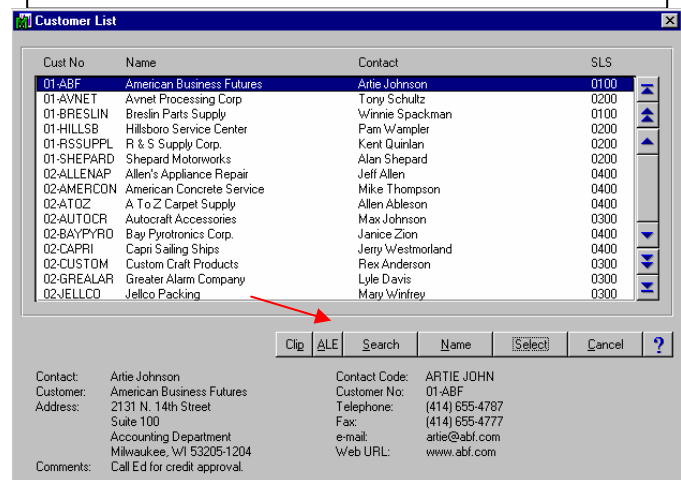 Customer List
Cust No Name Contact SLS
01-ABF American Business Futures Artie Johnson 0100
01-AVNET Avnet Processing Corp Tony Schultz 0200
01-BRESLIN Breslin Parts Supply Winnie Spackman 0100
01-HILLSB Hillsboro Service Center Pam Wampler 0200
01-RSSUPPL R & S Supply Corp. Kent Quinlan 0200
01-SHEPARD Shepard Motorworks Alan Shepard 0200
02-ALLENAP Allen's Appliance Repair Jeff Allen 0400
02-AMERCON American Concrete Service Mike Thompson 0400
02-ATOZ A To Z Carpet Supply Allen Ableson 0400
02-AUTOCR Autocraft Accessories Max Johnson 0300
02-BAYPYRO Bay Pyrotronics Corp. Janice Zion 0400
02-CAPRI Capri Sailing Ships Jerry Westmorland 0400
02-CUSTOM Custom Craft Products Rex Anderson 0300
02-GREALAR Greater Alarm Company Lyle Davis 0300
02-JELLCO Jellco Packing Mary Winfrey 0300
Clip ALE Search Name Select Cancel ?
Contact: Artie Johnson Contact Code: ARTIE JOHN
Customer: American Business Futures Customer No: 01-ABF
Address: 2131 N. 14th Street Telephone: (414) 655-4787
Suite 100 Fax: (414) 655-4777
Accounting Department e-mail: artie@abf.com
Milwaukee, WI 53205-1204 Web URL: www.abf.com
Comments: Call Ed for credit approval.